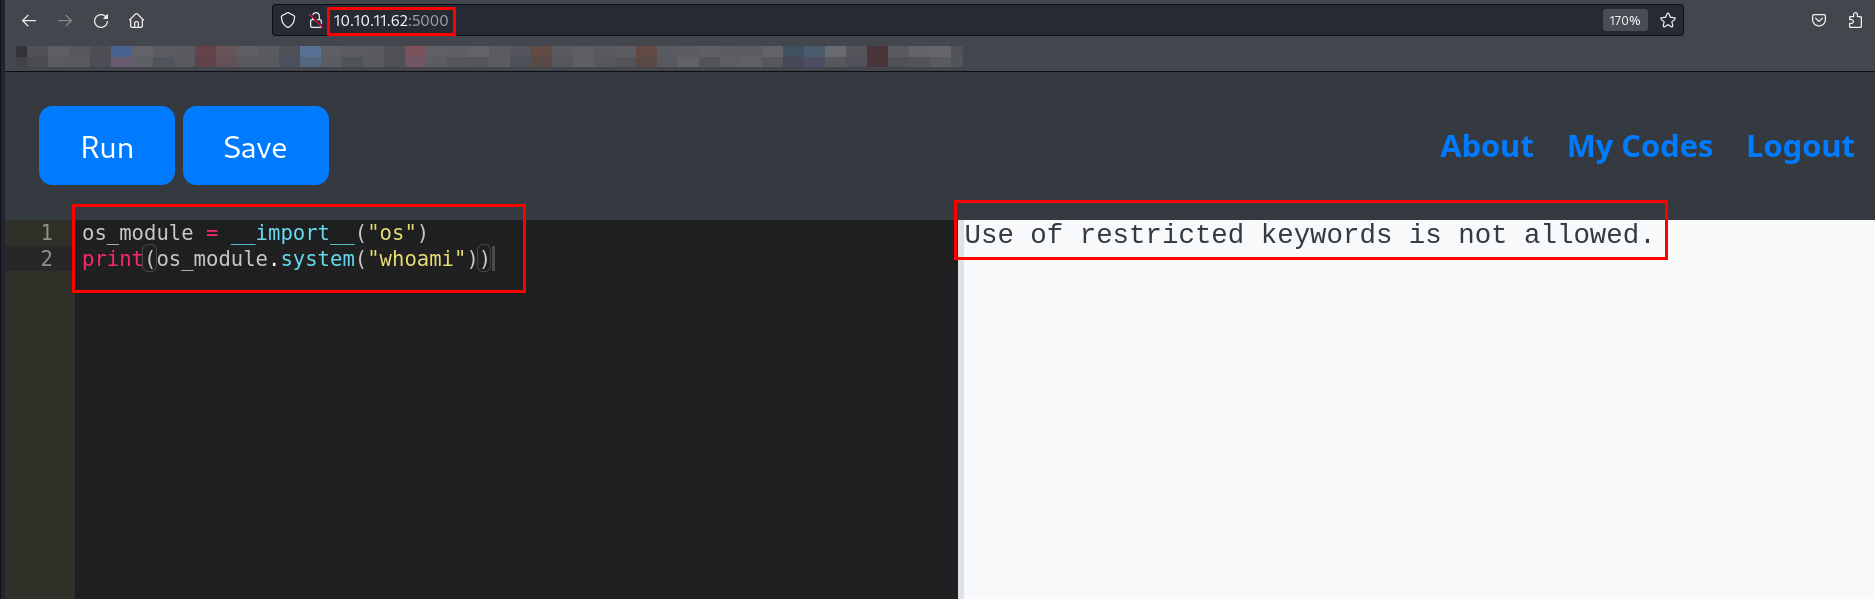 10.10.11.62:5000
170%
Run
Save
About
My Codes
Logout
1 os_module = __import__("os")
2 print(os_module.system("whoami"))
Use of restricted keywords is not allowed.